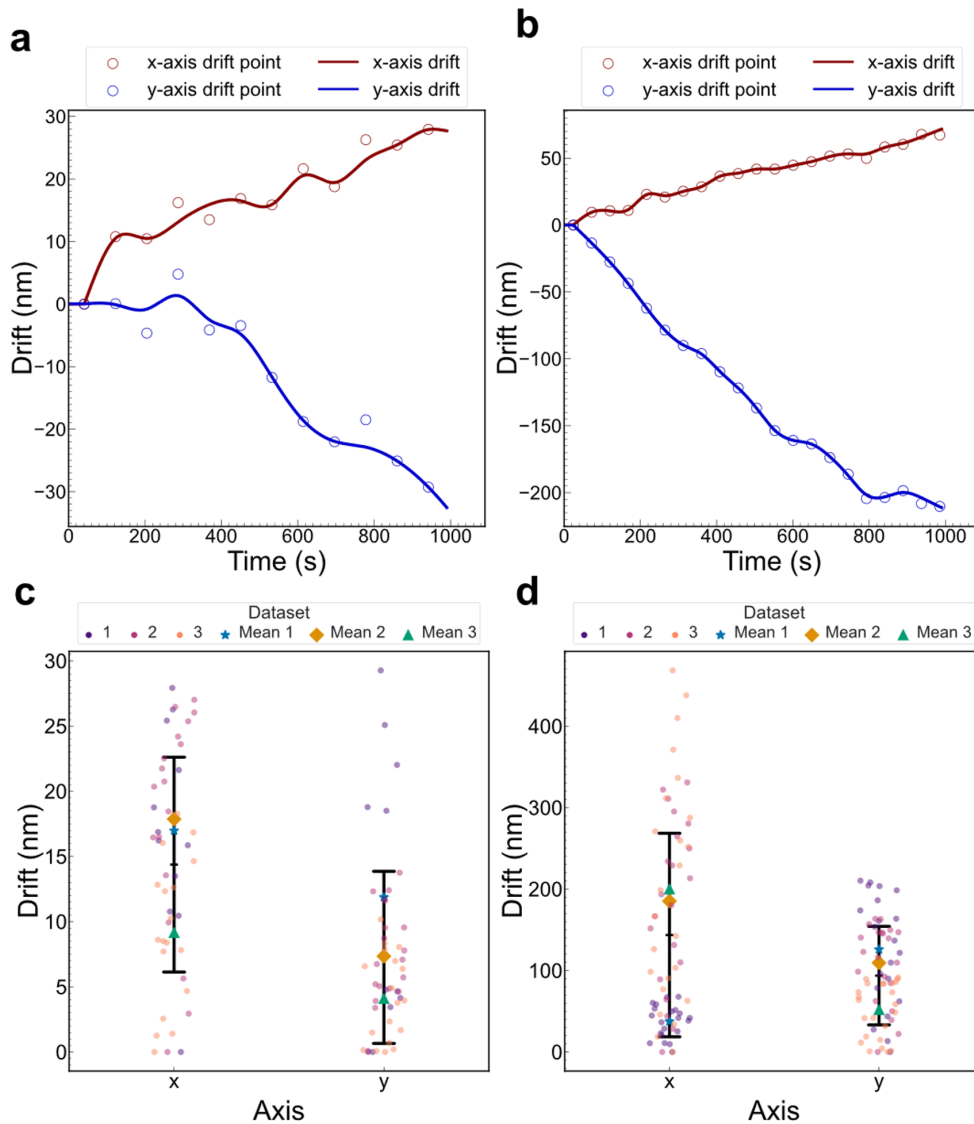 a
x-axis drift point x-axis drift
y-axis drift point y-axis drift
30
20
10
0
−10
−20
−30
Drift (nm)
0 200 400 600 800 1000
Time (s)
b
x-axis drift point x-axis drift
y-axis drift point y-axis drift
50
0
−50
−100
−150
−200
Drift (nm)
0 200 400 600 800 1000
Time (s)
c
Dataset
1 2 3 Mean 1 Mean 2 Mean 3
30
25
20
15
10
5
0
Drift (nm)
x y
Axis
d
Dataset
1 2 3 Mean 1 Mean 2 Mean 3
400
300
200
100
0
Drift (nm)
x y
Axis